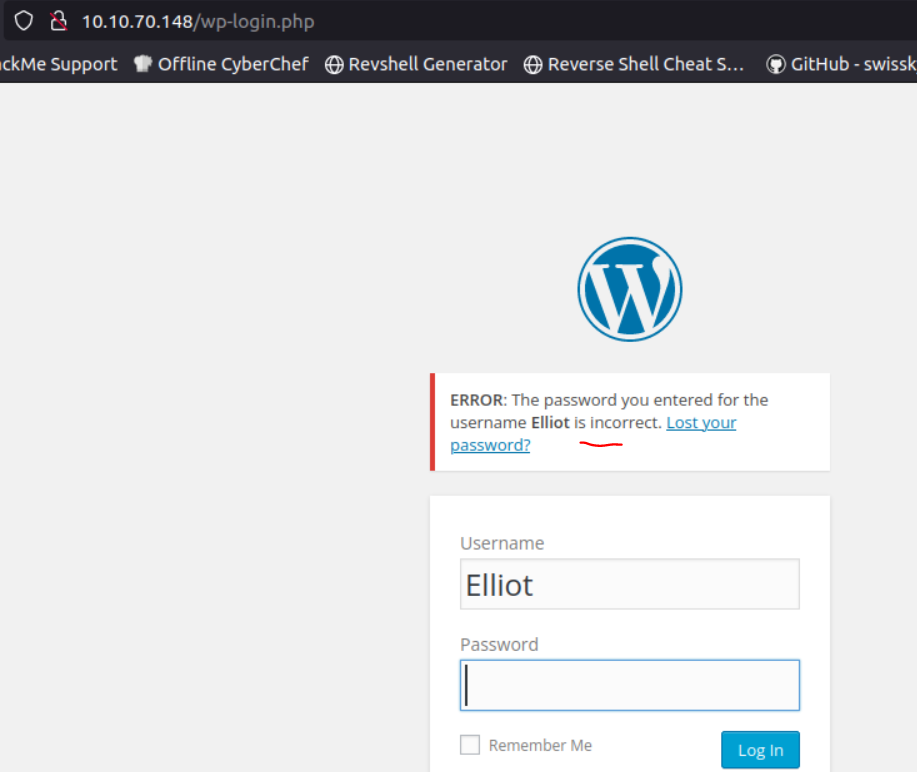 10.10.70.148/wp-login.php
ckMe Support Offline CyberChef Revshell Generator Reverse Shell Cheat S... GitHub - swissk
ERROR: The password you entered for the
username Elliot is incorrect. Lost your
password?
Username
Elliot
Password
Remember Me
Log In